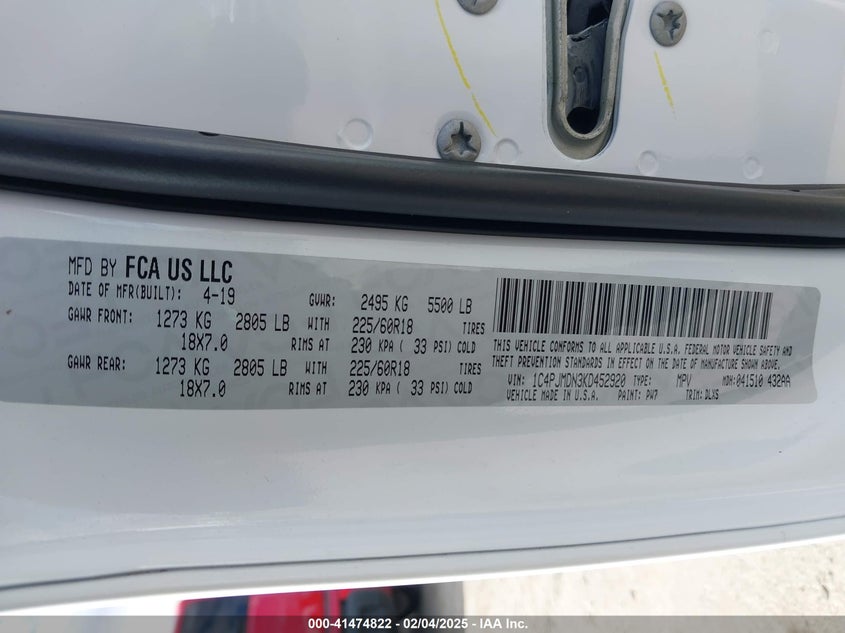 MFD BY FCA US LLC
DATE OF MFR(BUILT): 4-19 GVWR: 2495 KG 5500 LB
GAWR FRONT: 1273 KG 2805 LB WITH 225/60R18 TIRES
18X7.0 RIMS AT 230 KPA ( 33 PSI) COLD
GAWR REAR: 1273 KG 2805 LB WITH 225/60R18 TIRES
18X7.0 RIMS AT 230 KPA ( 33 PSI) COLD
THIS VEHICLE CONFORMS TO ALL APPLICABLE U.S.A. FEDERAL MOTOR VEHICLE SAFETY AND
THEFT PREVENTION STANDARDS IN EFFECT ON THE DATE OF MANUFACTURE SHOWN ABOVE.
VIN: 1C4PJMDN3KD452920 TYPE: MPV MDH: 041510 432AA
VEHICLE MADE IN U.S.A. PAINT: PW7 TRIM: DLXS
000-41474822 - 02/04/2025 - IAA Inc.